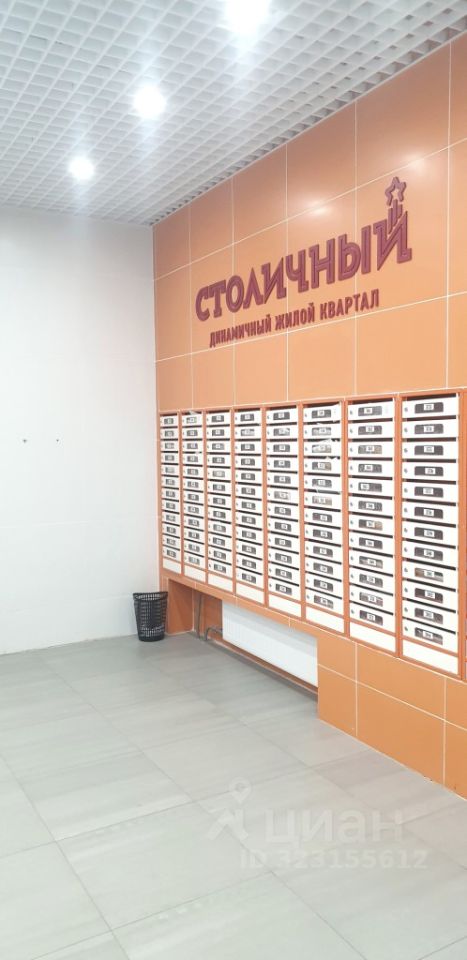 СТОЛИЧНЫЙ
ДИНАМИЧНЫЙ ЖИЛОЙ КВАРТАЛ
циан
ID 323155612